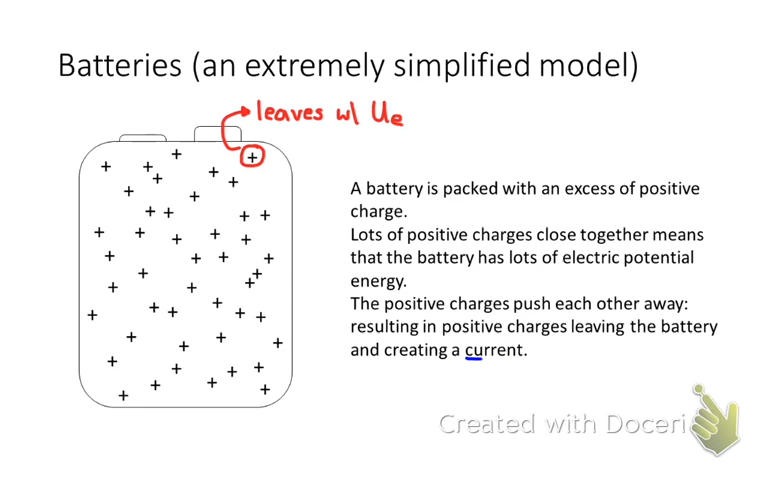 Batteries (an extremely simplified model)
leaves w/ Ue
A battery is packed with an excess of positive
charge.
Lots of positive charges close together means
that the battery has lots of electric potential
energy.
The positive charges push each other away:
resulting in positive charges leaving the battery
and creating a current.
Created with Doceri